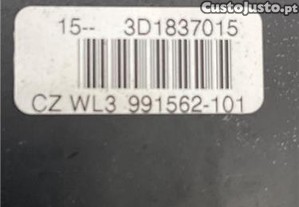 CustoJusto.pt
15-- 3D1837015
CZ WL3 991562-101